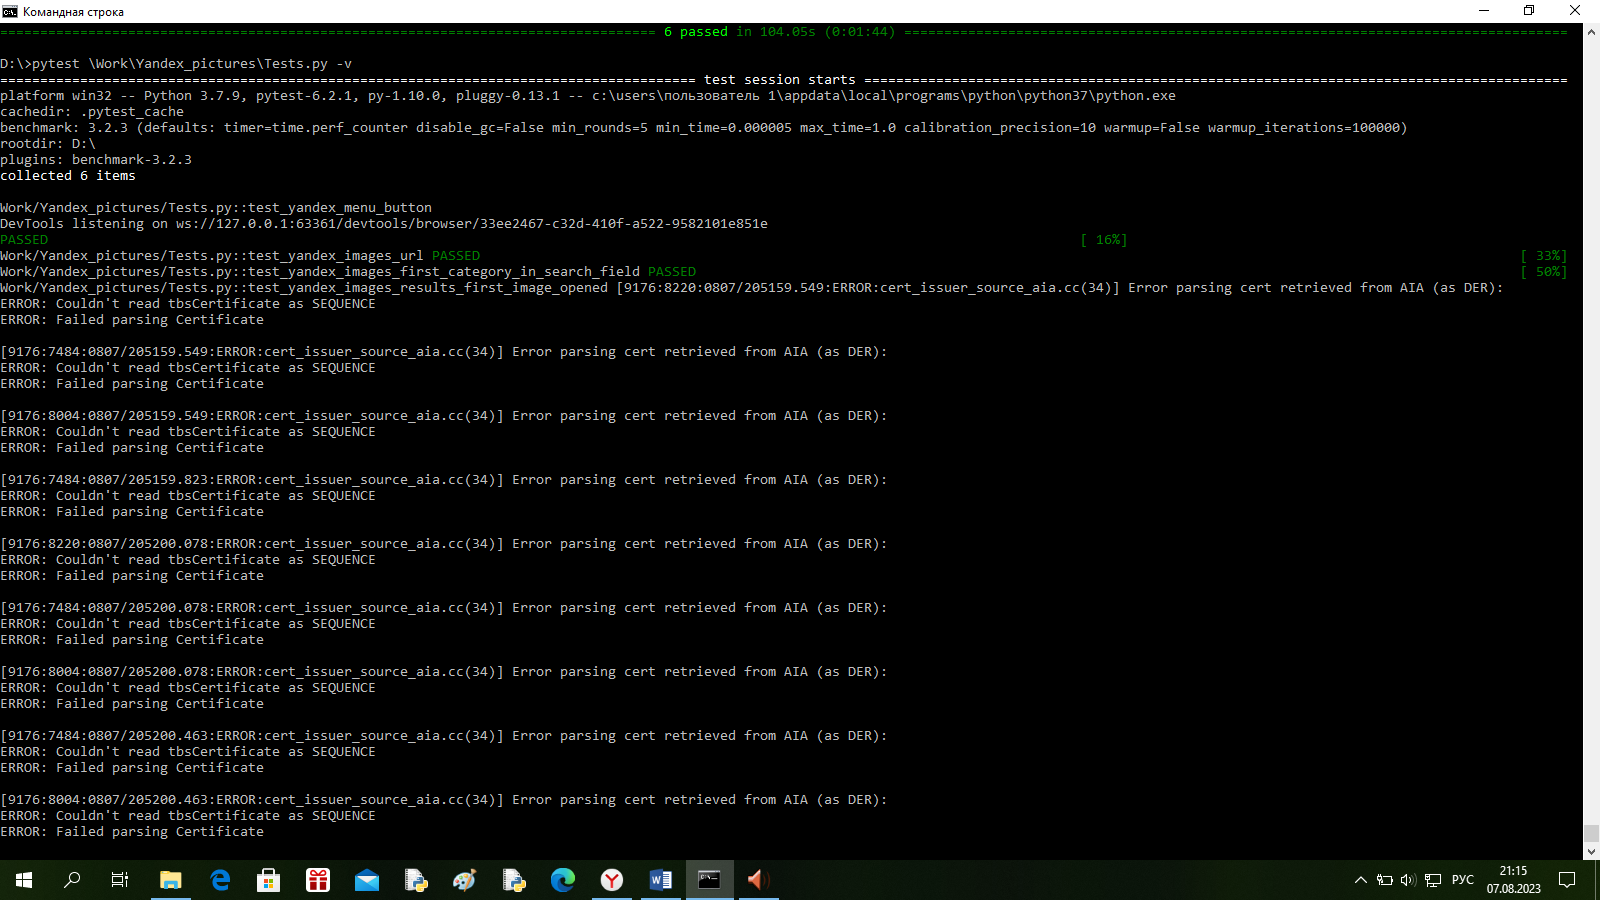 Командная строка
6 passed in 104.05s (0:01:44)
D:\>pytest \Work\Yandex_pictures\Tests.py -v
test session starts
platform win32 -- Python 3.7.9, pytest-6.2.1, py-1.10.0, pluggy-0.13.1 -- c:\users\пользователь 1\appdata\local\programs\python\python37\python.exe
cachedir: .pytest_cache
benchmark: 3.2.3 (defaults: timer=time.perf_counter disable_gc=False min_rounds=5 min_time=0.000005 max_time=1.0 calibration_precision=10 warmup=False warmup_iterations=100000)
rootdir: D:\
plugins: benchmark-3.2.3
collected 6 items
Work/Yandex_pictures/Tests.py::test_yandex_menu_button
DevTools listening on ws://127.0.0.1:63361/devtools/browser/33ee2467-c32d-410f-a522-9582101e851e
PASSED [ 16%]
Work/Yandex_pictures/Tests.py::test_yandex_images_url PASSED [ 33%]
Work/Yandex_pictures/Tests.py::test_yandex_images_first_category_in_search_field PASSED [ 50%]
Work/Yandex_pictures/Tests.py::test_yandex_images_results_first_image_opened [9176:8220:0807/205159.549:ERROR:cert_issuer_source_aia.cc(34)] Error parsing cert retrieved from AIA (as DER):
ERROR: Couldn't read tbsCertificate as SEQUENCE
ERROR: Failed parsing Certificate
[9176:7484:0807/205159.549:ERROR:cert_issuer_source_aia.cc(34)] Error parsing cert retrieved from AIA (as DER):
ERROR: Couldn't read tbsCertificate as SEQUENCE
ERROR: Failed parsing Certificate
[9176:8004:0807/205159.549:ERROR:cert_issuer_source_aia.cc(34)] Error parsing cert retrieved from AIA (as DER):
ERROR: Couldn't read tbsCertificate as SEQUENCE
ERROR: Failed parsing Certificate
[9176:7484:0807/205159.823:ERROR:cert_issuer_source_aia.cc(34)] Error parsing cert retrieved from AIA (as DER):
ERROR: Couldn't read tbsCertificate as SEQUENCE
ERROR: Failed parsing Certificate
[9176:8220:0807/205200.078:ERROR:cert_issuer_source_aia.cc(34)] Error parsing cert retrieved from AIA (as DER):
ERROR: Couldn't read tbsCertificate as SEQUENCE
ERROR: Failed parsing Certificate
[9176:7484:0807/205200.078:ERROR:cert_issuer_source_aia.cc(34)] Error parsing cert retrieved from AIA (as DER):
ERROR: Couldn't read tbsCertificate as SEQUENCE
ERROR: Failed parsing Certificate
[9176:8004:0807/205200.078:ERROR:cert_issuer_source_aia.cc(34)] Error parsing cert retrieved from AIA (as DER):
ERROR: Couldn't read tbsCertificate as SEQUENCE
ERROR: Failed parsing Certificate
[9176:7484:0807/205200.463:ERROR:cert_issuer_source_aia.cc(34)] Error parsing cert retrieved from AIA (as DER):
ERROR: Couldn't read tbsCertificate as SEQUENCE
ERROR: Failed parsing Certificate
[9176:8004:0807/205200.463:ERROR:cert_issuer_source_aia.cc(34)] Error parsing cert retrieved from AIA (as DER):
ERROR: Couldn't read tbsCertificate as SEQUENCE
ERROR: Failed parsing Certificate
РУС
21:15
07.08.2023